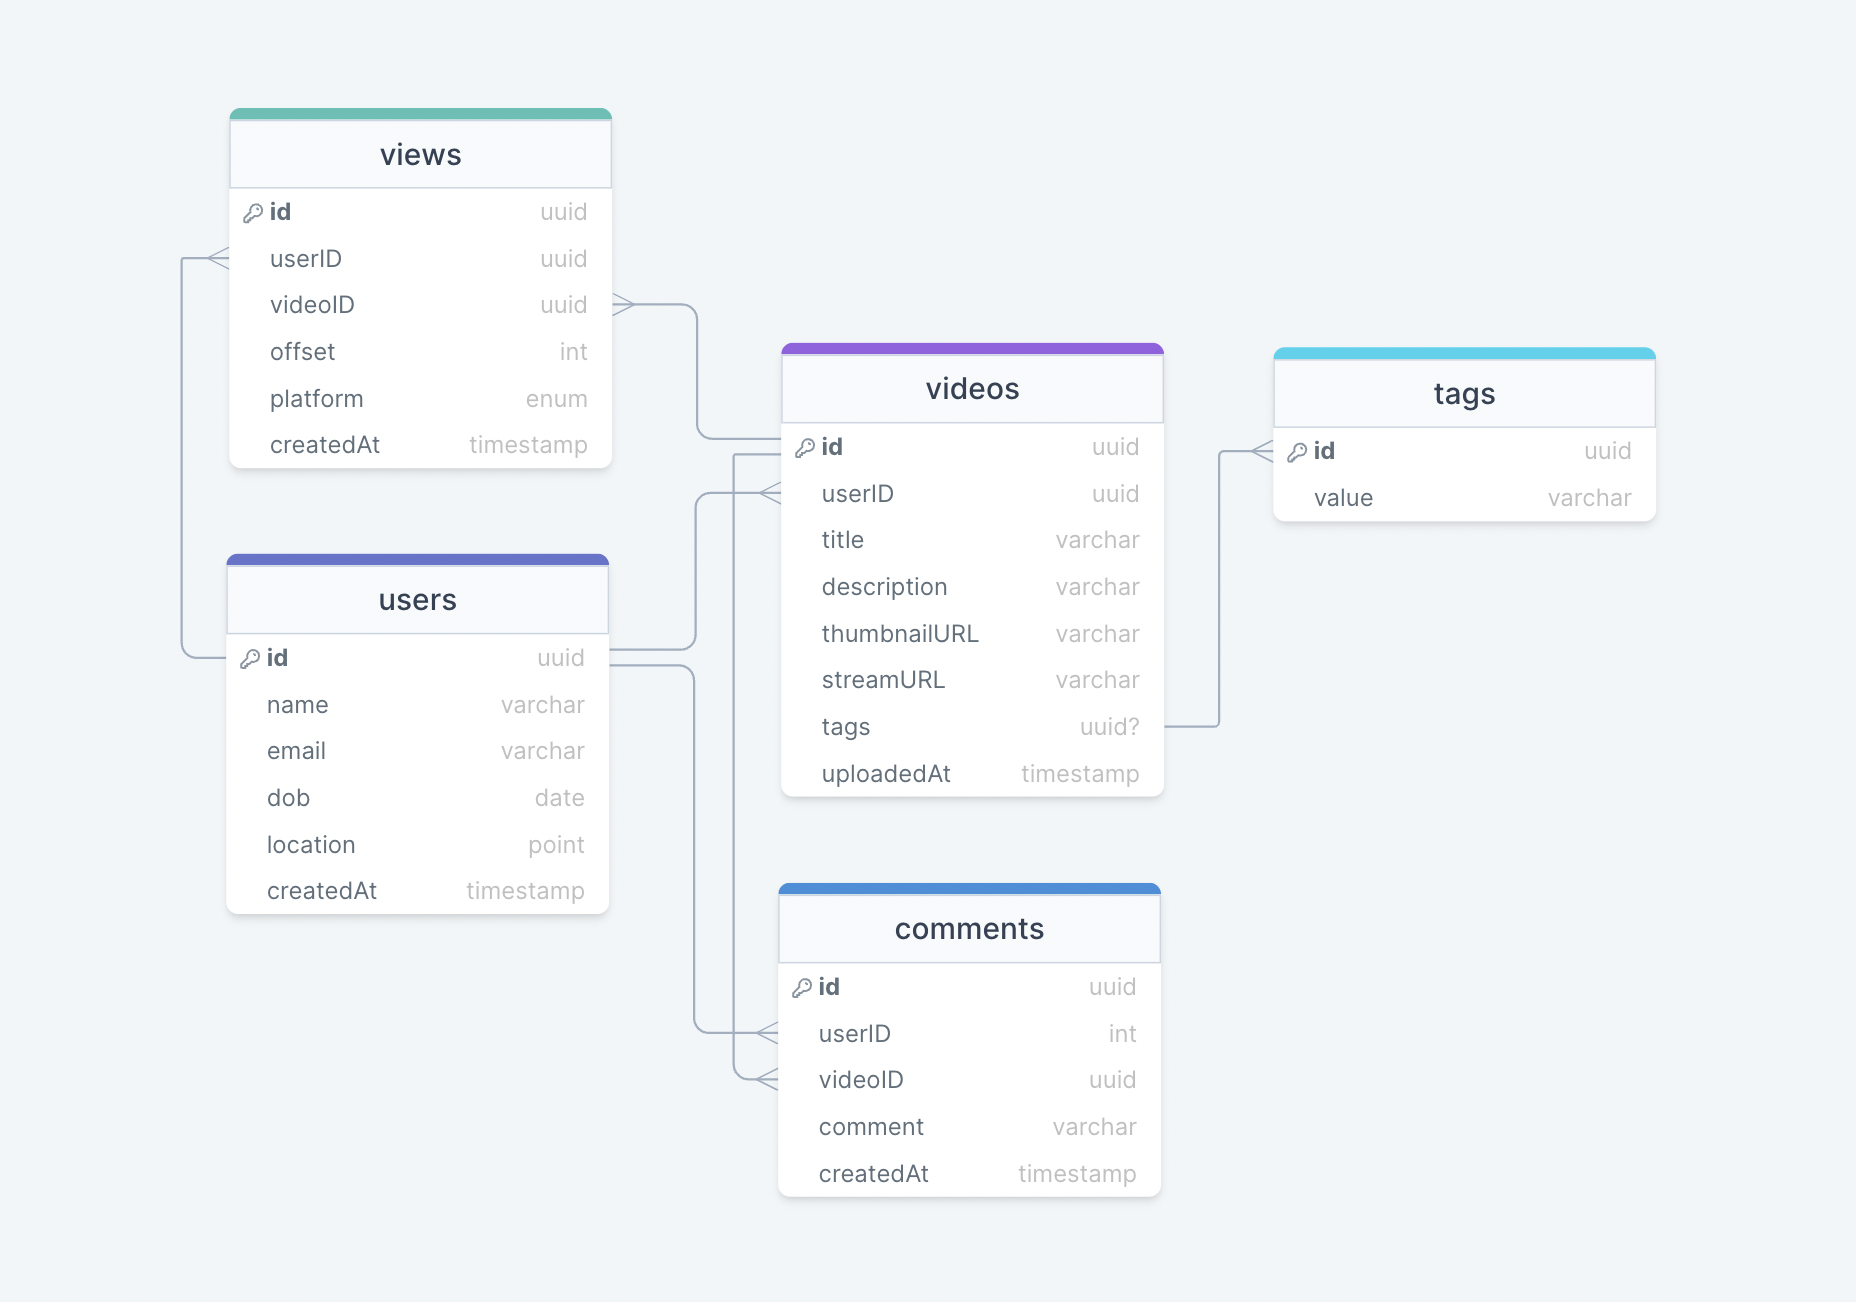 views
id uuid
userID uuid
videoID uuid
offset int
platform enum
createdAt timestamp
users
id uuid
name varchar
email varchar
dob date
location point
createdAt timestamp
videos
id uuid
userID uuid
title varchar
description varchar
thumbnailURL varchar
streamURL varchar
tags uuid?
uploadedAt timestamp
tags
id uuid
value varchar
comments
id uuid
userID int
videoID uuid
comment varchar
createdAt timestamp